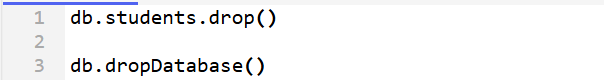 1 db.students.drop()
2
3 db.dropDatabase()